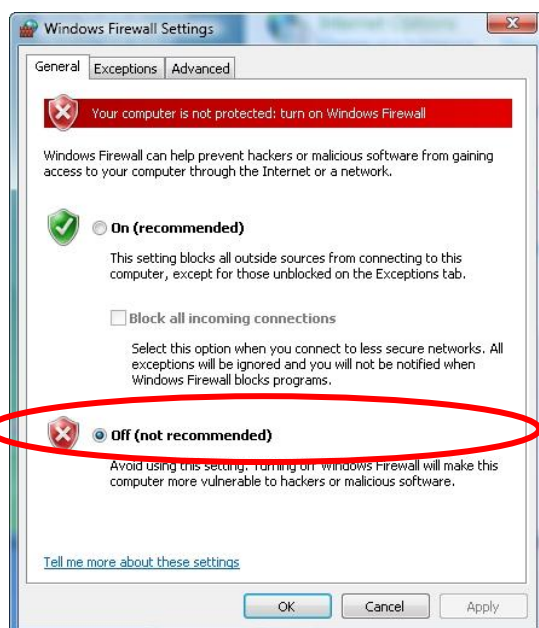 Windows Firewall Settings
General Exceptions Advanced
Your computer is not protected: turn on Windows Firewall
Windows Firewall can help prevent hackers or malicious software from gaining
access to your computer through the Internet or a network.
On (recommended)
This setting blocks all outside sources from connecting to this
computer, except for those unblocked on the Exceptions tab.
Block all incoming connections
Select this option when you connect to less secure networks. All
exceptions will be ignored and you will not be notified when
Windows Firewall blocks programs.
Off (not recommended)
Avoid using this setting. Turning off Windows Firewall will make this
computer more vulnerable to hackers or malicious software.
Tell me more about these settings
OK Cancel Apply